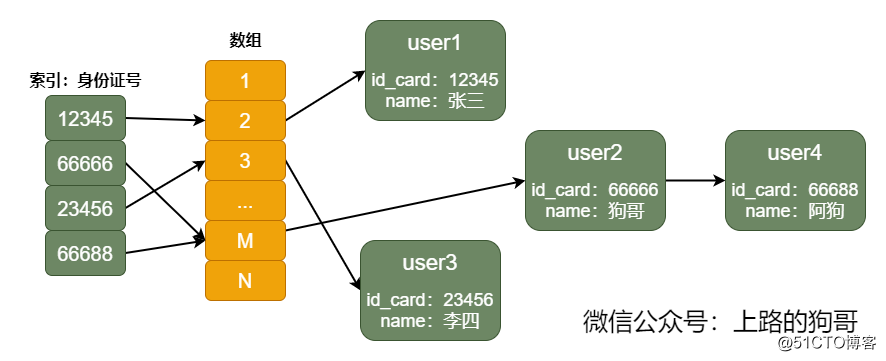 数组
索引：身份证号
12345
66666
23456
66688
1
2
3
...
M
N
user1
id_card：12345
name：张三
user2
id_card：66666
name：狗哥
user4
id_card：66688
name：阿狗
user3
id_card：23456
name：李四
微信公众号：上路的狗哥
@51CTO博客